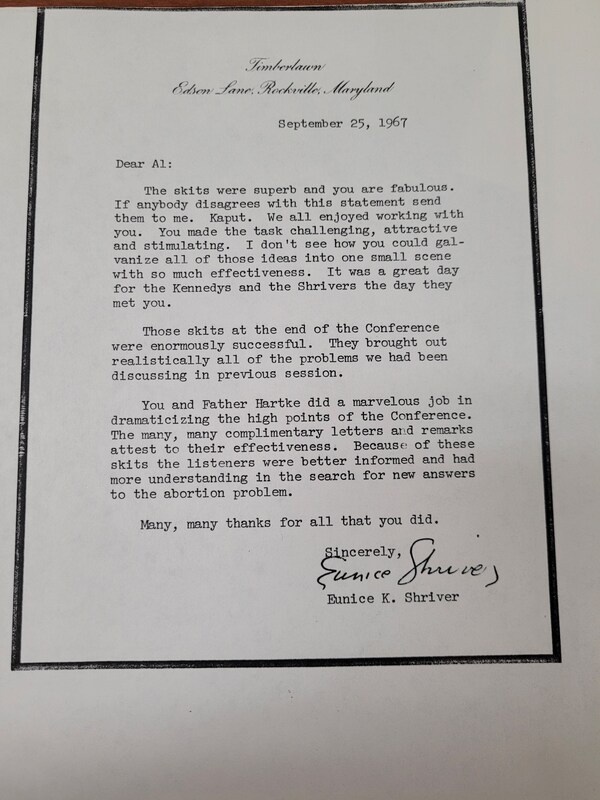 Timberlawn
Edson Lane, Rockville, Maryland
September 25, 1967
Dear Al:
The skits were superb and you are fabulous.
If anybody disagrees with this statement send
them to me. Kaput. We all enjoyed working with
you. You made the task challenging, attractive
and stimulating. I don't see how you could gal-
vanize all of those ideas into one small scene
with so much effectiveness. It was a great day
for the Kennedys and the Shrivers the day they
met you.
Those skits at the end of the Conference
were enormously successful. They brought out
realistically all of the problems we had been
discussing in previous session.
You and Father Hartke did a marvelous job in
dramaticizing the high points of the Conference.
The many, many complimentary letters and remarks
attest to their effectiveness. Because of these
skits the listeners were better informed and had
more understanding in the search for new answers
to the abortion problem.
Many, many thanks for all that you did.
Sincerely,
Eunice Shriver
Eunice K. Shriver